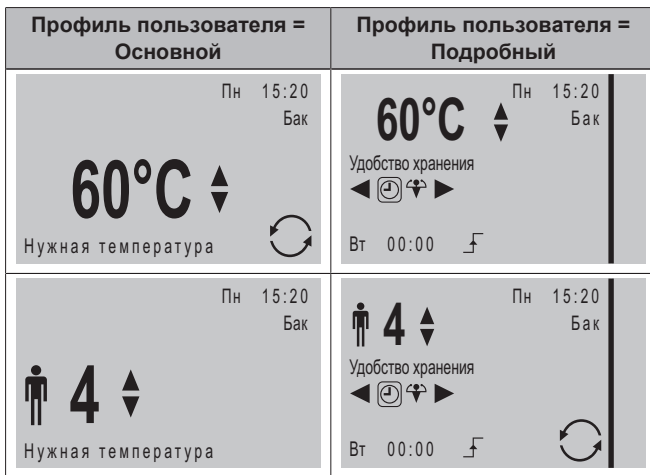 Профиль пользователя =
Основной
Профиль пользователя =
Подробный
Пн 15:20
Бак
60°C
Нужная температура
Пн 15:20
60°C
Бак
Удобство хранения
Вт 00:00
Пн 15:20
Бак
4
Нужная температура
Пн 15:20
4
Бак
Удобство хранения
Вт 00:00